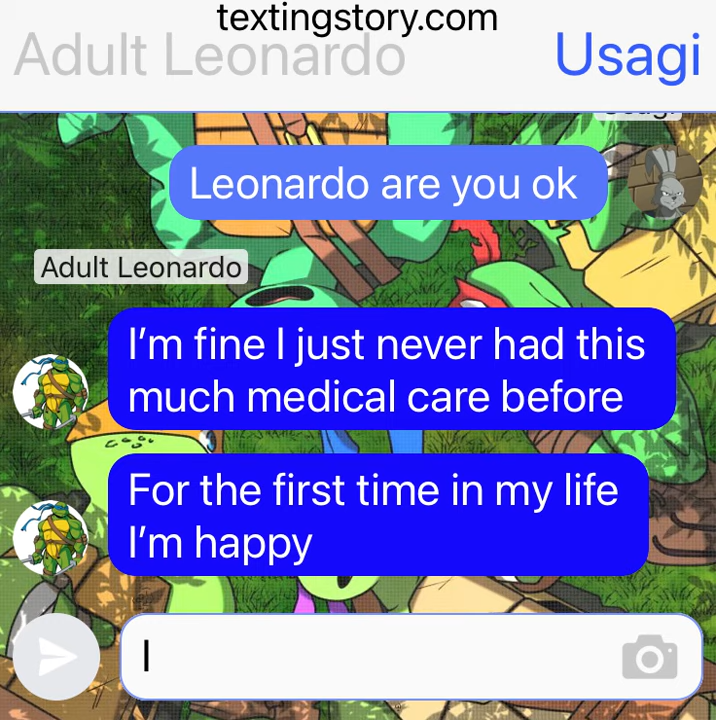 textingstory.com
Adult Leonardo
Usagi
Leonardo are you ok
Adult Leonardo
I’m fine I just never had this
much medical care before
For the first time in my life
I’m happy